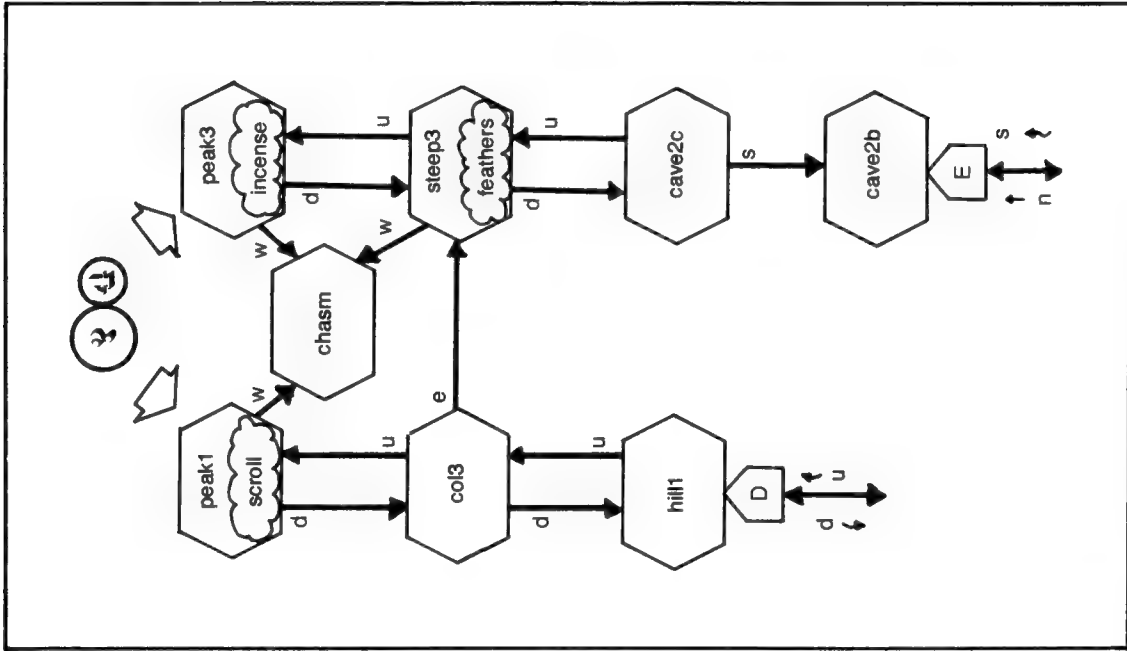 peak1
scroll
peak3
incense
w
w
d
u
d
u
chasm
w
col3
e
steep3
feathers
d
u
d
u
hill1
D
d
u
cave2c
s
cave2b
E
n
s